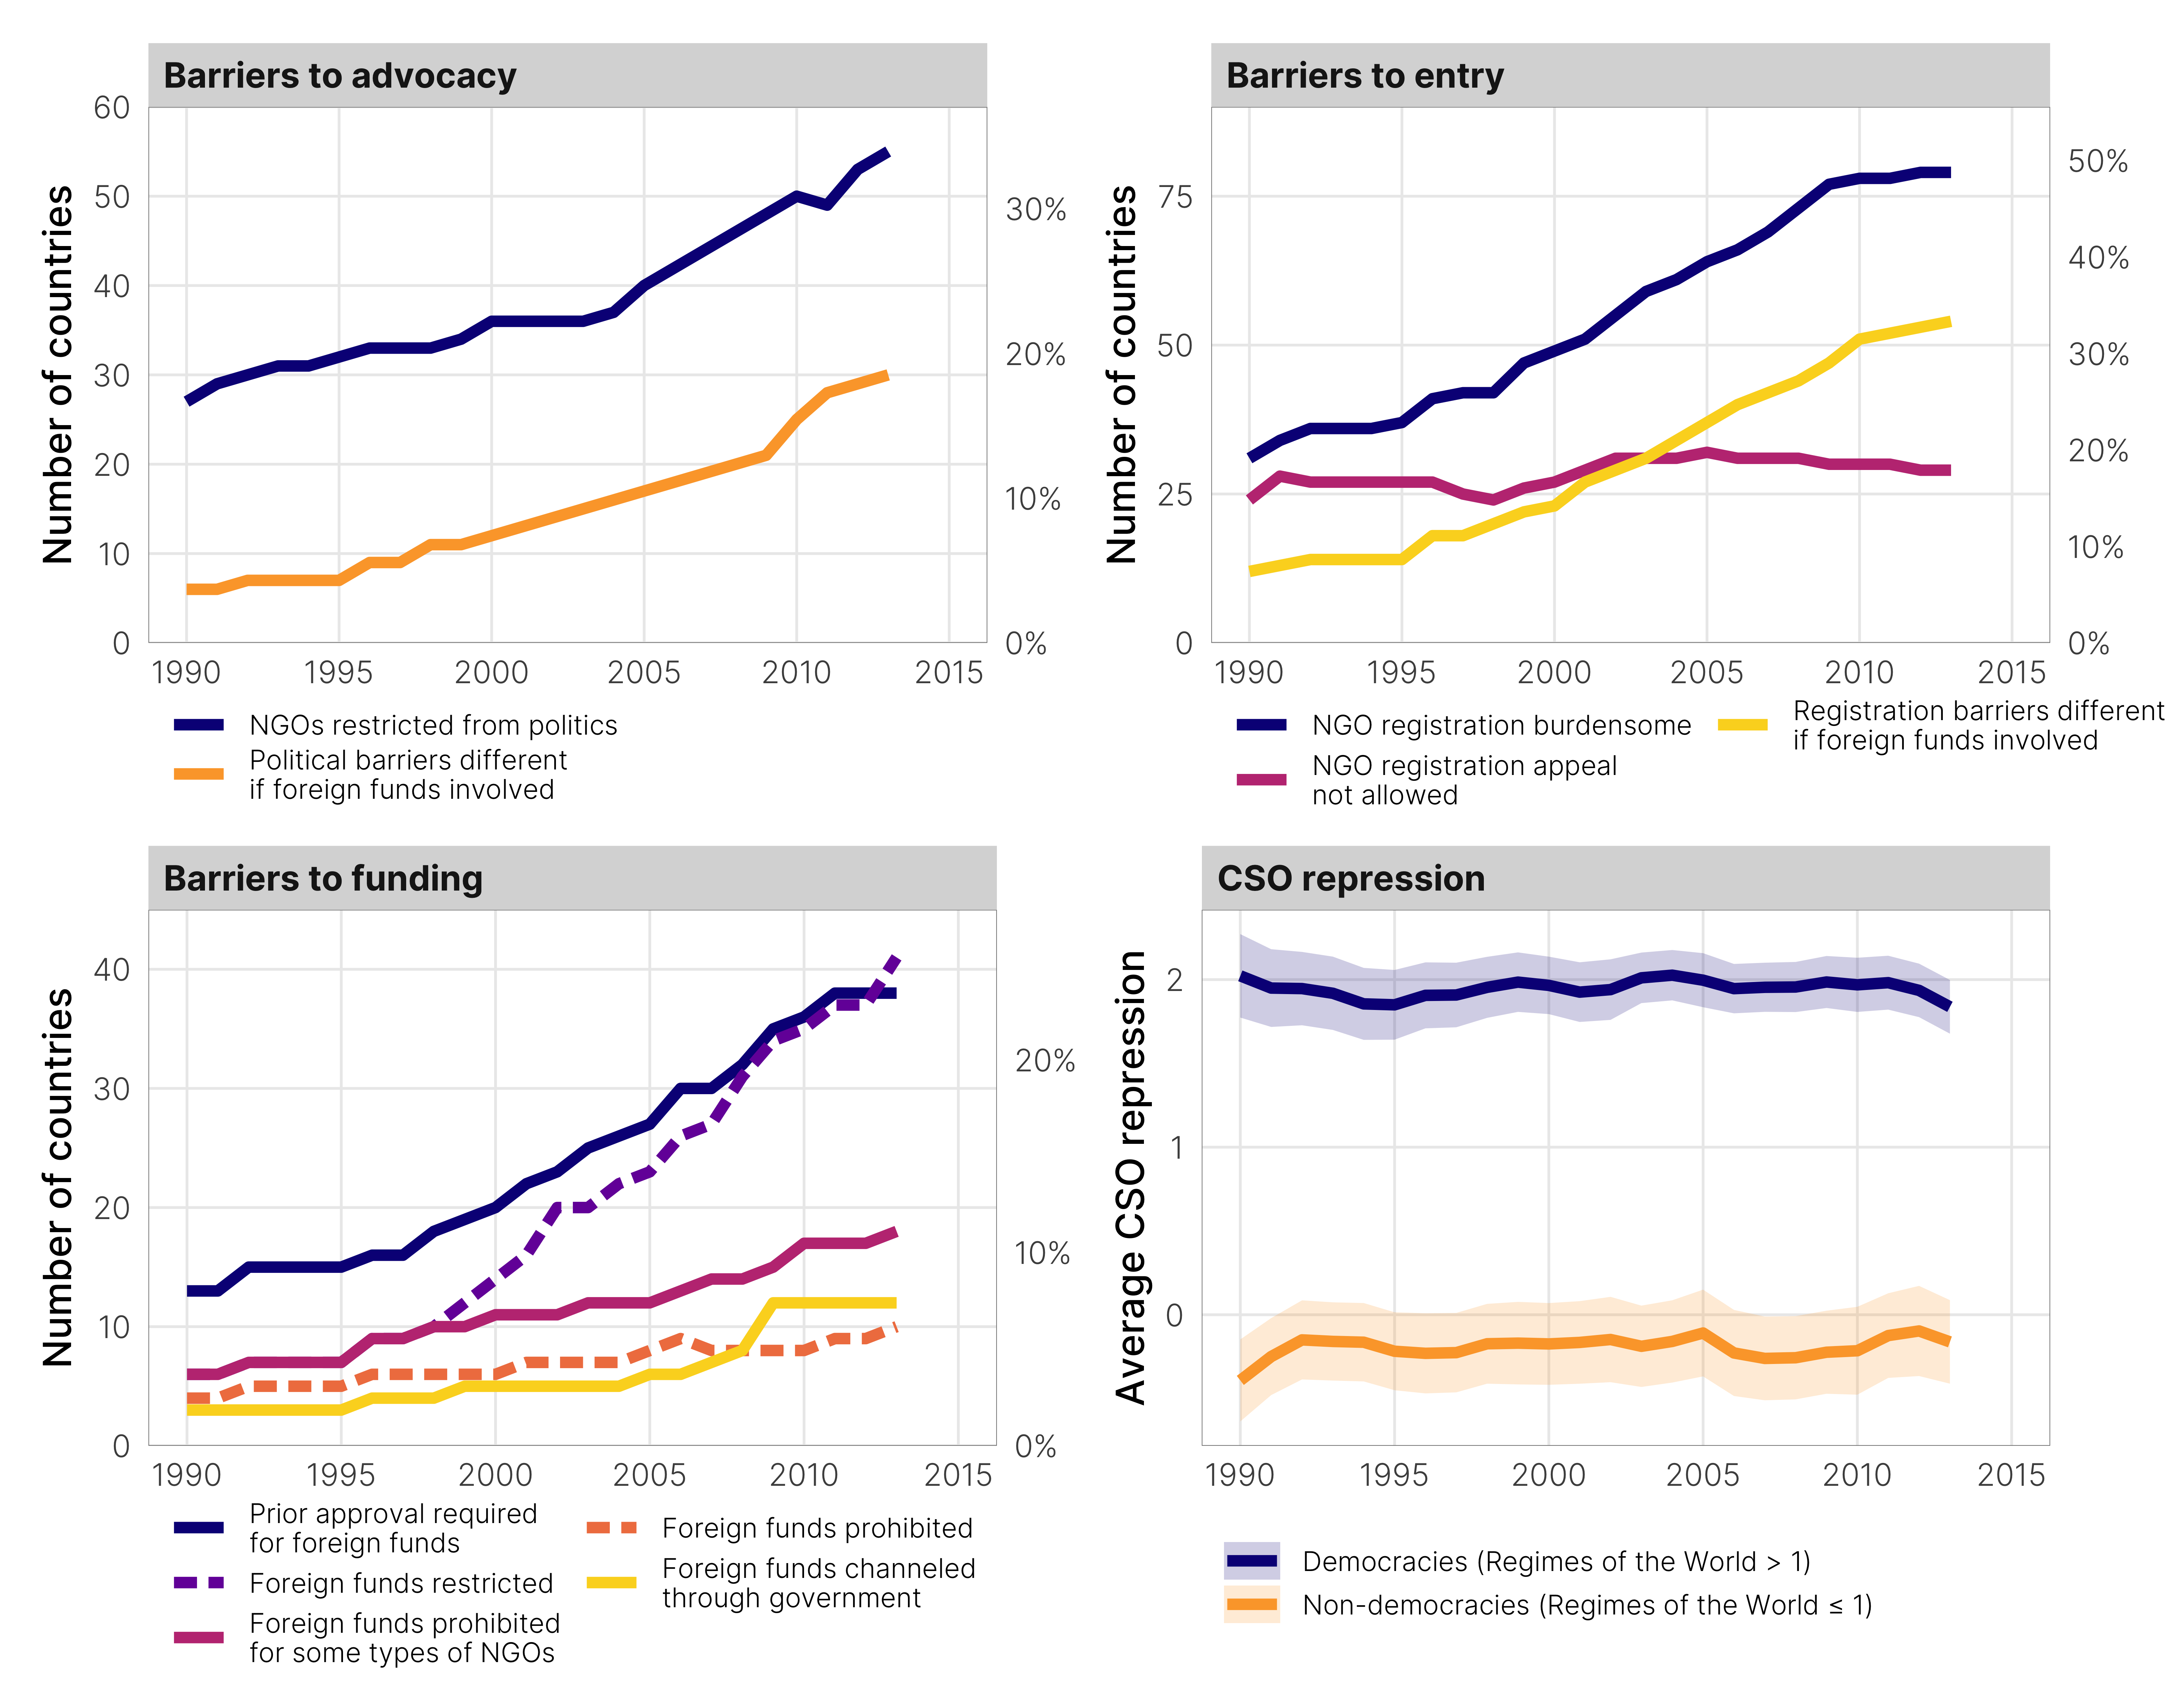 Barriers to advocacy
Number of countries
60
50
40
30
20
10
0
30%
20%
10%
0%
1990 1995 2000 2005 2010 2015
NGOs restricted from politics
Political barriers different
if foreign funds involved
Barriers to entry
Number of countries
75
50
25
0
50%
40%
30%
20%
10%
0%
1990 1995 2000 2005 2010 2015
NGO registration burdensome
NGO registration appeal
not allowed
Registration barriers different
if foreign funds involved
Barriers to funding
Number of countries
40
30
20
10
0
20%
10%
0%
1990 1995 2000 2005 2010 2015
Prior approval required
for foreign funds
Foreign funds restricted
Foreign funds prohibited
for some types of NGOs
Foreign funds prohibited
Foreign funds channeled
through government
CSO repression
Average CSO repression
2
1
0
1990 1995 2000 2005 2010 2015
Democracies (Regimes of the World > 1)
Non-democracies (Regimes of the World ≤ 1)